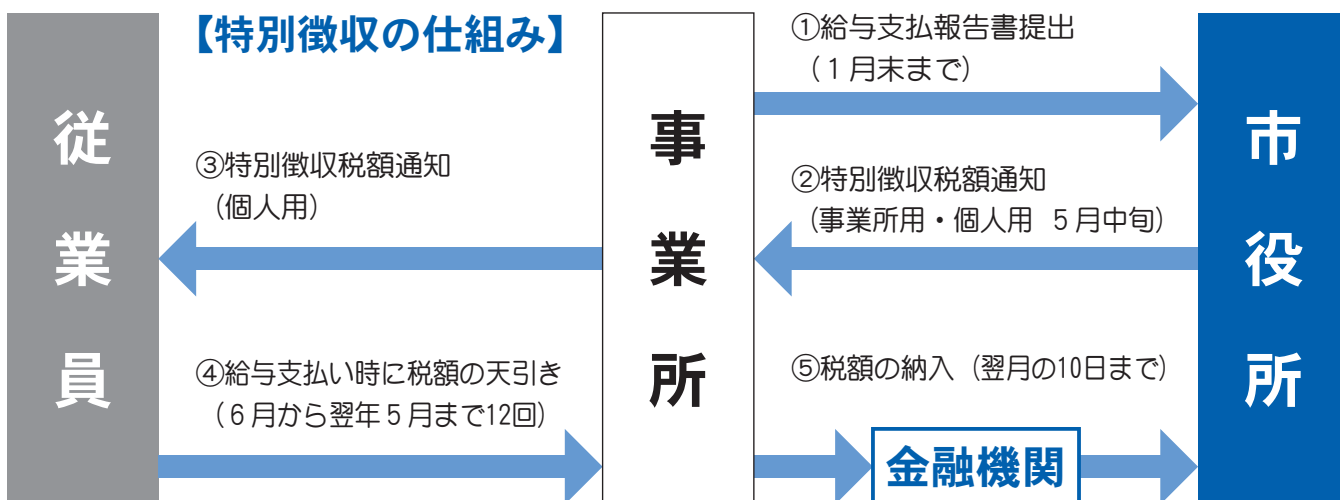 【特別徴収の仕組み】
従業員
事業所
市役所
①給与支払報告書提出
（１月末まで）
②特別徴収税額通知
（事業所用・個人用 ５月中旬）
③特別徴収税額通知
（個人用）
④給与支払い時に税額の天引き
（６月から翌年５月まで12回）
⑤税額の納入（翌月の10日まで）
金融機関